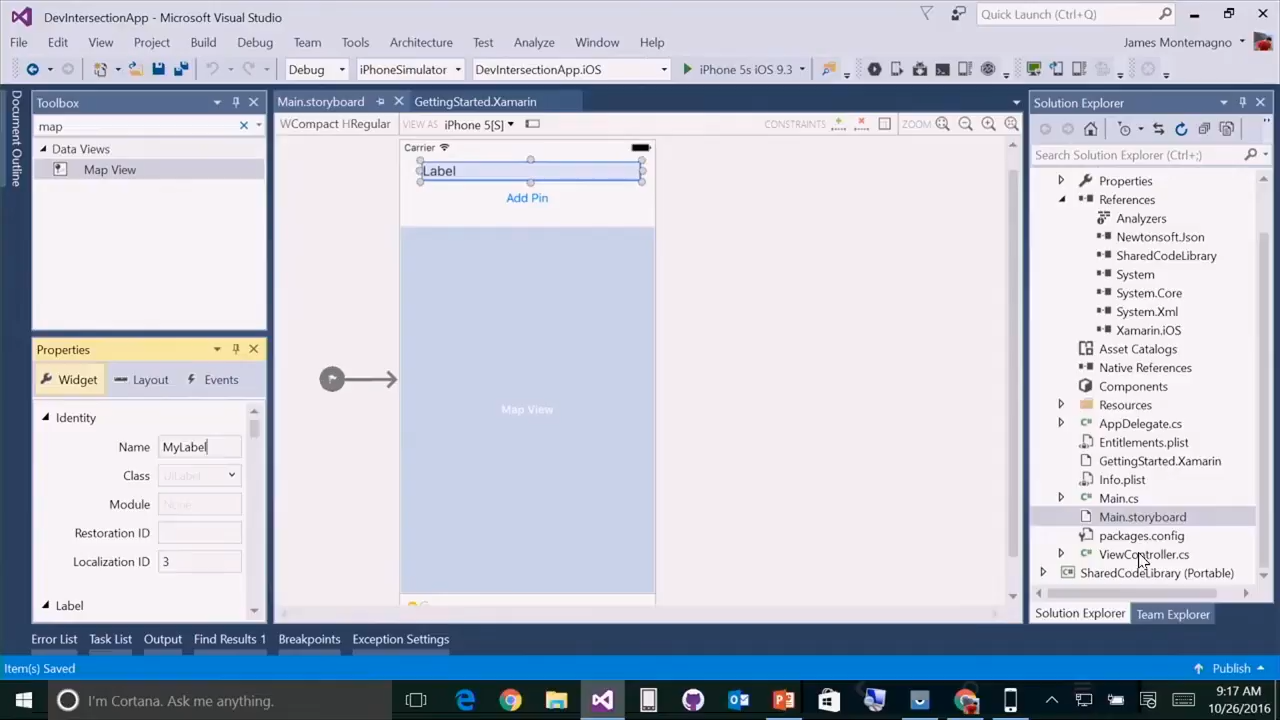 DevIntersectionApp - Microsoft Visual Studio
Quick Launch (Ctrl+Q)
File Edit View Project Build Debug Team Tools Architecture Test Analyze Window Help
James Montemagno
Debug iPhoneSimulator DevIntersectionApp.iOS iPhone 5s iOS 9.3
Document Outline
Toolbox
map
Data Views
Map View
Properties
Widget Layout Events
Identity
Name MyLabel
Class UILabel
Module None
Restoration ID
Localization ID 3
Label
Main.storyboard GettingStarted.Xamarin
WCompact HRegular VIEW AS iPhone 5[S] CONSTRAINTS ZOOM
Carrier
Label
Add Pin
Map View
Solution Explorer
Search Solution Explorer (Ctrl+;)
Properties
References
Analyzers
Newtonsoft.Json
SharedCodeLibrary
System
System.Core
System.Xml
Xamarin.iOS
Asset Catalogs
Native References
Components
Resources
AppDelegate.cs
Entitlements.plist
GettingStarted.Xamarin
Info.plist
Main.cs
Main.storyboard
packages.config
ViewController.cs
SharedCodeLibrary (Portable)
Solution Explorer Team Explorer
Error List Task List Output Find Results 1 Breakpoints Exception Settings
Item(s) Saved
Publish
I'm Cortana. Ask me anything.
9:17 AM
10/26/2016